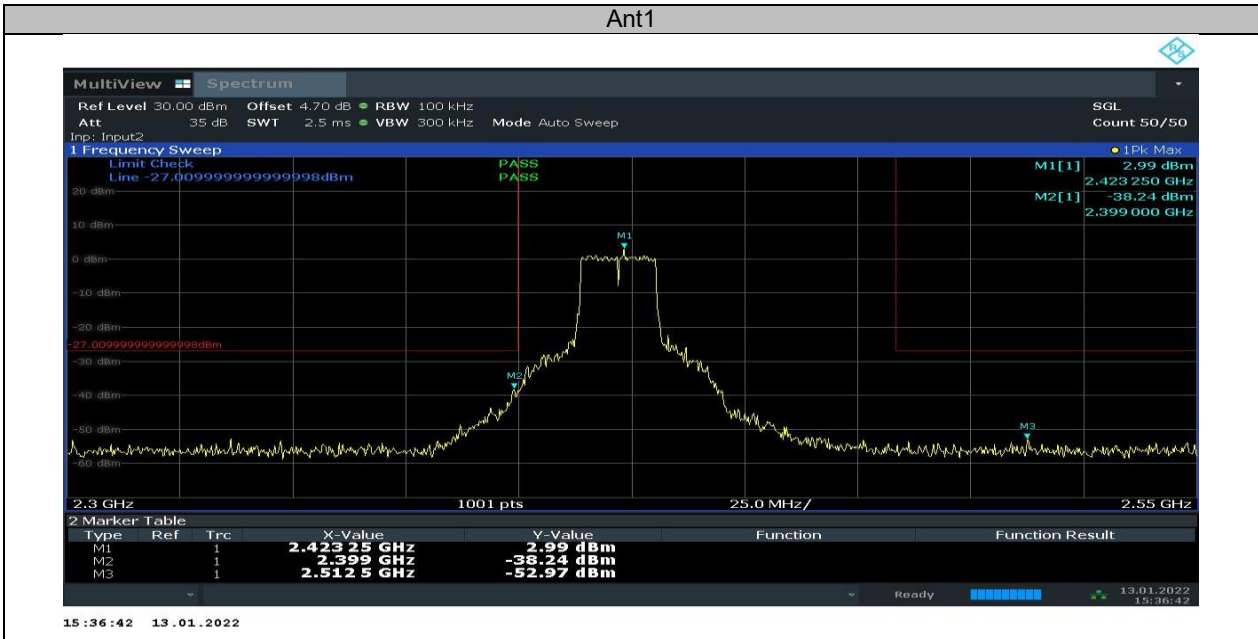 Ant1
R&S
MultiView Spectrum
Ref Level 30.00 dBm Offset 4.70 dB RBW 100 kHz SGL
Att 35 dB SWT 2.5 ms VBW 300 kHz Mode Auto Sweep Count 50/50
Inp: Input2
1 Frequency Sweep 1Pk Max
Limit Check PASS M1[1] 2.99 dBm
Line -27.009999999999998dBm PASS 2.423 250 GHz
20 dBm M2[1] -38.24 dBm
2.399 000 GHz
10 dBm
M1
0 dBm
-10 dBm
-20 dBm
-27.009999999999998dBm
-30 dBm
M2
-40 dBm
-50 dBm
M3
-60 dBm
2.3 GHz 1001 pts 25.0 MHz/ 2.55 GHz
2 Marker Table
Type Ref Trc X-Value Y-Value Function Function Result
M1 1 2.423 25 GHz 2.99 dBm
M2 1 2.399 GHz -38.24 dBm
M3 1 2.512 5 GHz -52.97 dBm
Ready 13.01.2022
15:36:42
15:36:42 13.01.2022